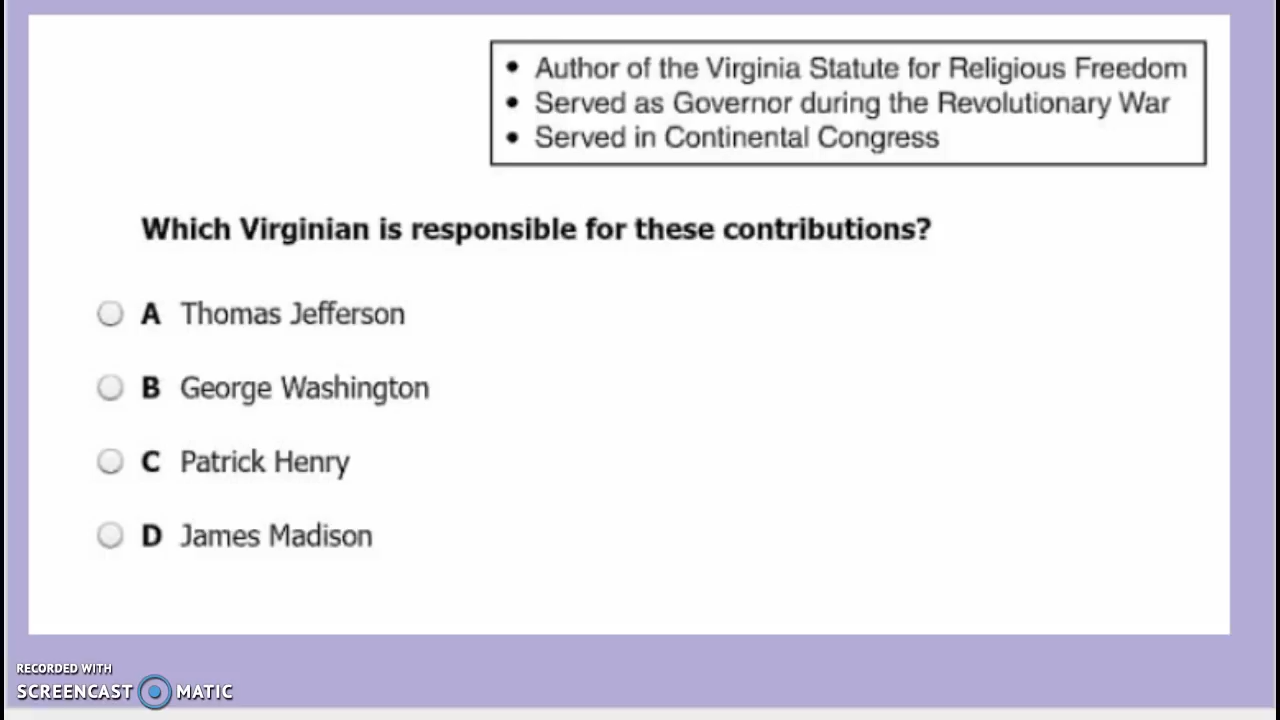 • Author of the Virginia Statute for Religious Freedom
• Served as Governor during the Revolutionary War
• Served in Continental Congress
Which Virginian is responsible for these contributions?
A Thomas Jefferson
B George Washington
C Patrick Henry
D James Madison
RECORDED WITH
SCREENCAST MATIC